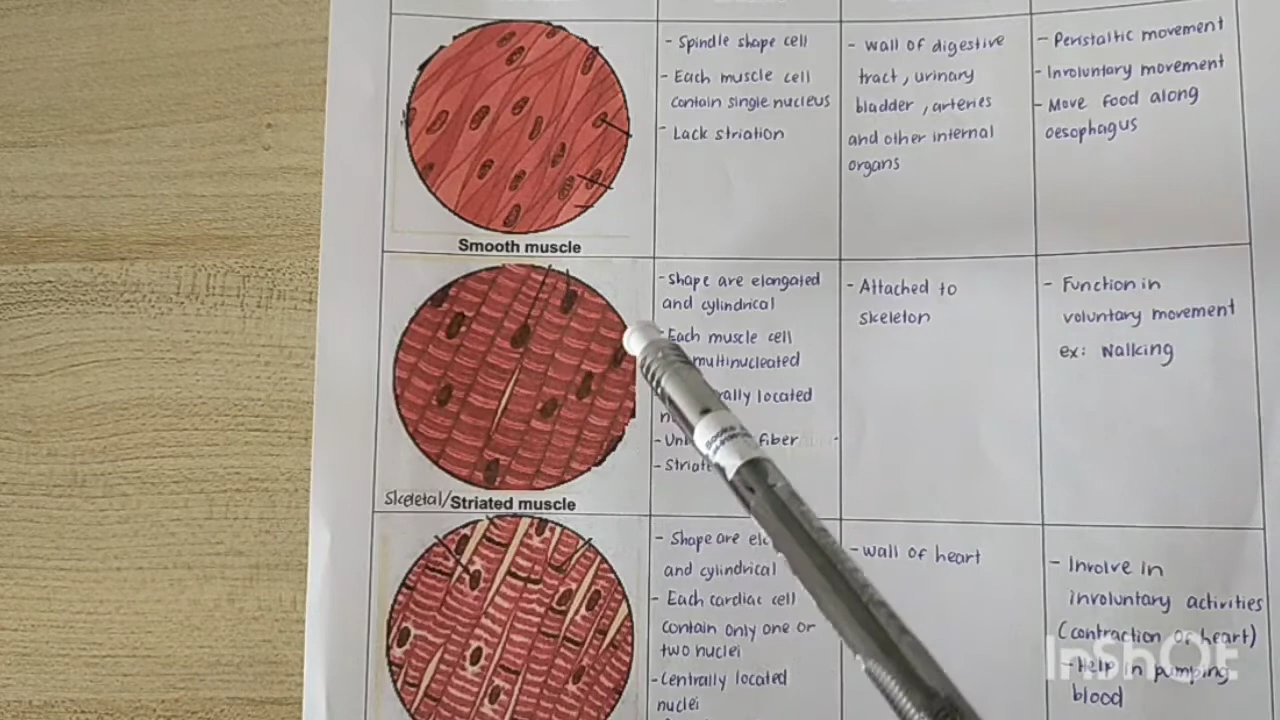 - Spindle shape cell
- Each muscle cell
contain single nucleus
- Lack striation
- Wall of digestive
tract, urinary
bladder, arteries
and other internal
organs
- Peristaltic movement
- Involuntary movement
- Move food along
oesophagus
Smooth muscle
- Shape are elongated
and cylindrical
- Each muscle cell
multinucleated
located
fiber
- Attached to
skeleton
- Function in
voluntary movement
ex: Walking
Skeletal/Striated muscle
- Shape are
and cylindrical
- Each cardiac cell
contain only one or
two nuclei
- Centrally located
nuclei
- Wall of heart
- Involve in
involuntary activities
(contraction of heart)
- Help in pumping
blood
InShOt